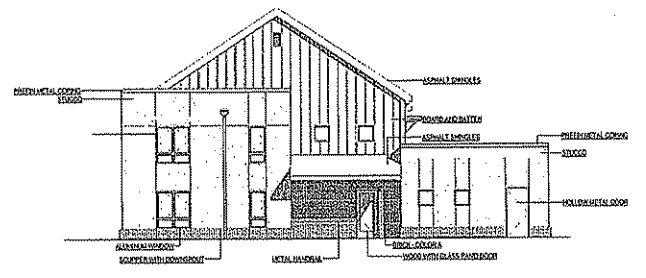 ASPHALT SHINGLES
PREFIN METAL COPING
STUCCO
BOARD AND BATTEN
ASPHALT SHINGLES
PREFIN METAL COPING
STUCCO
HOLLOW METAL DOOR
ALUMINUM WINDOW
SCUPPER WITH DOWNSPOUT
METAL HANDRAIL
BRICK - COLOR A
WOOD WITH GLASS PANEL DOOR